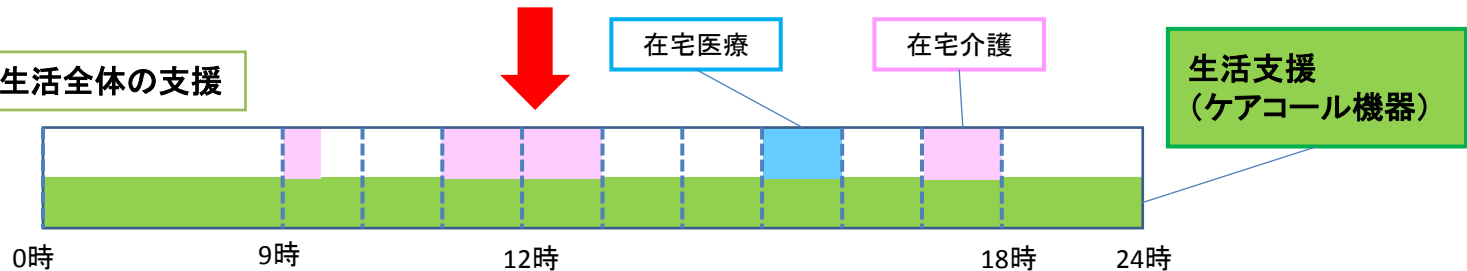 在宅医療
在宅介護
生活全体の支援
生活支援
（ケアコール機器）
0時
9時
12時
18時
24時